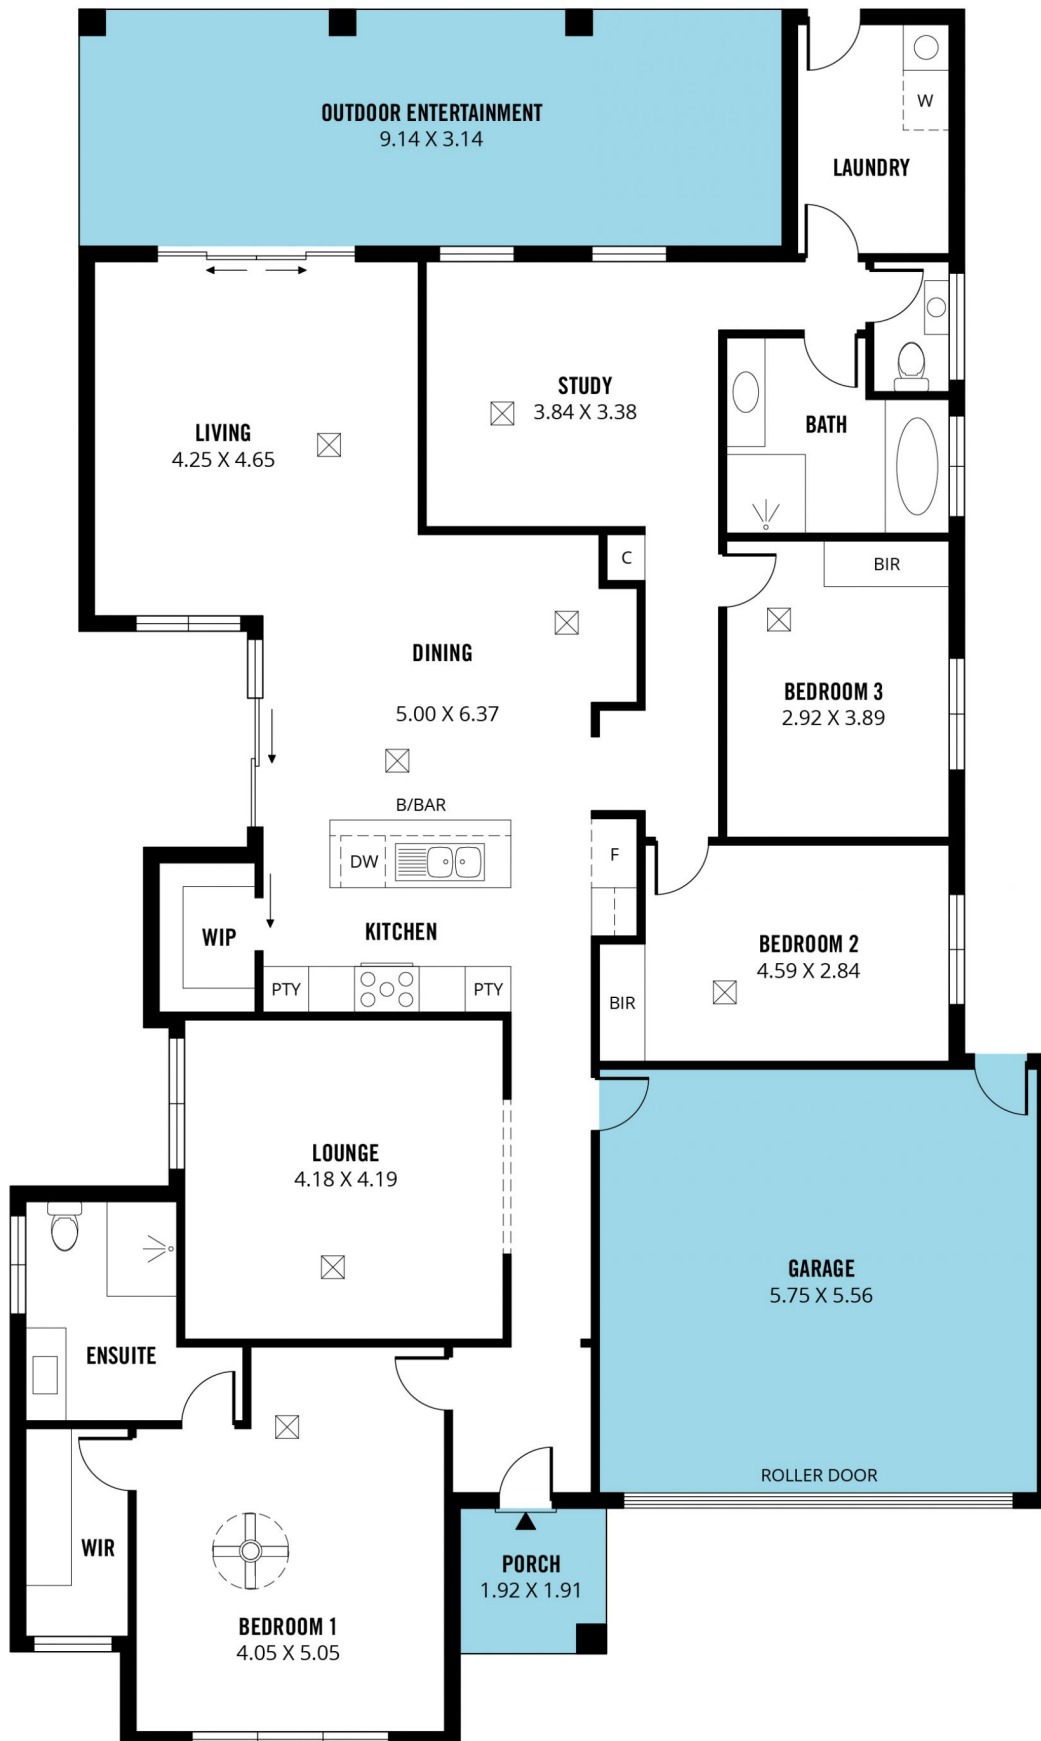 OUTDOOR ENTERTAINMENT
9.14 X 3.14
W
LAUNDRY
STUDY
3.84 X 3.38
LIVING
4.25 X 4.65
BATH
C
BIR
DINING
5.00 X 6.37
BEDROOM 3
2.92 X 3.89
B/BAR
DW
F
WIP
KITCHEN
BEDROOM 2
4.59 X 2.84
PTY
PTY
BIR
LOUNGE
4.18 X 4.19
GARAGE
5.75 X 5.56
ENSUITE
ROLLER DOOR
WIR
PORCH
1.92 X 1.91
BEDROOM 1
4.05 X 5.05